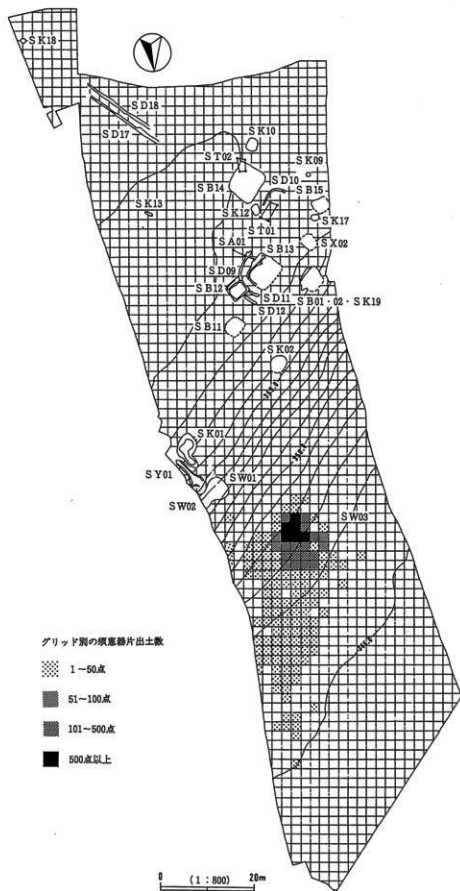 SK18
SD18
SD17
SK10
ST02
SK09
SD10
SB14
SB15
SK13
SK12
SK17
ST01
SA01
SB13
SX02
SD09
SB12
SD11
SB01・02・SK19
SD12
SB11
SK02
SK01
SY01
SW01
SW02
SW03
グリッド別の須恵器片出土数
1〜50点
51〜100点
101〜500点
500点以上
0 (1:800) 20m